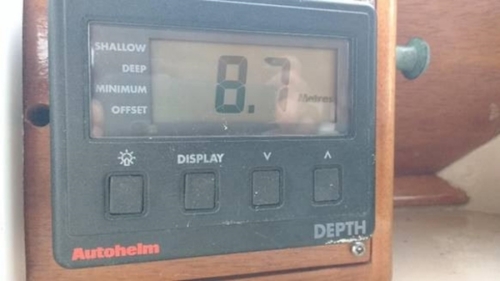 SHALLOW
DEEP
MINIMUM
OFFSET
8.7 Metres
DISPLAY
DEPTH
Autohelm